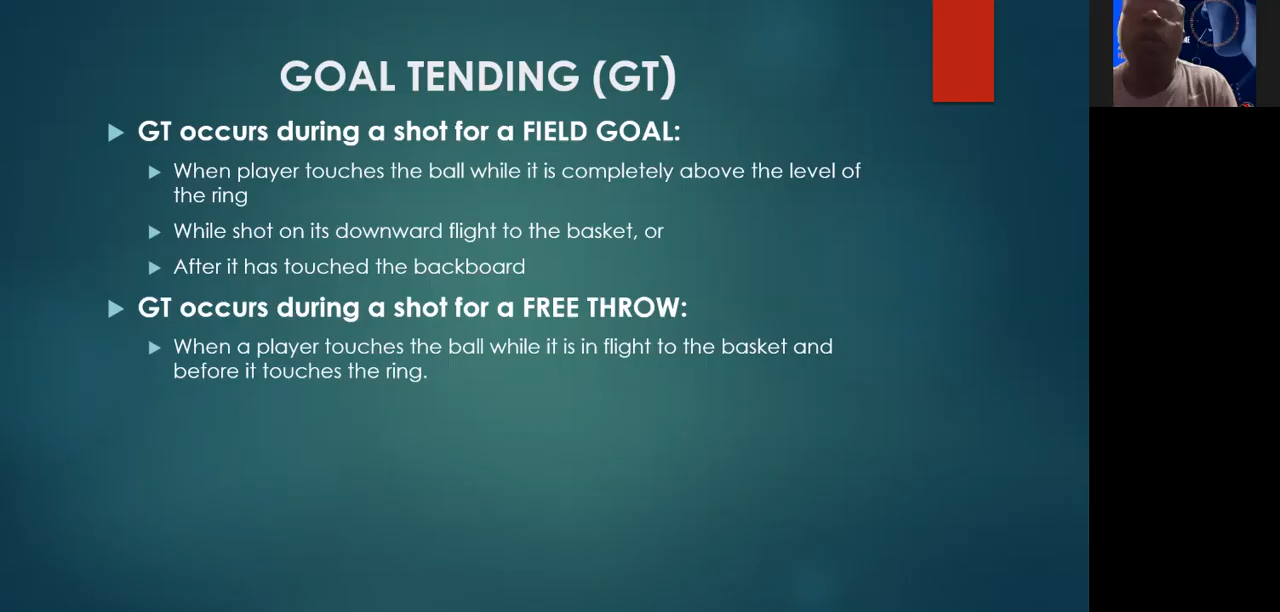 GOAL TENDING (GT)
GT occurs during a shot for a FIELD GOAL:
When player touches the ball while it is completely above the level of
the ring
While shot on its downward flight to the basket, or
After it has touched the backboard
GT occurs during a shot for a FREE THROW:
When a player touches the ball while it is in flight to the basket and
before it touches the ring.